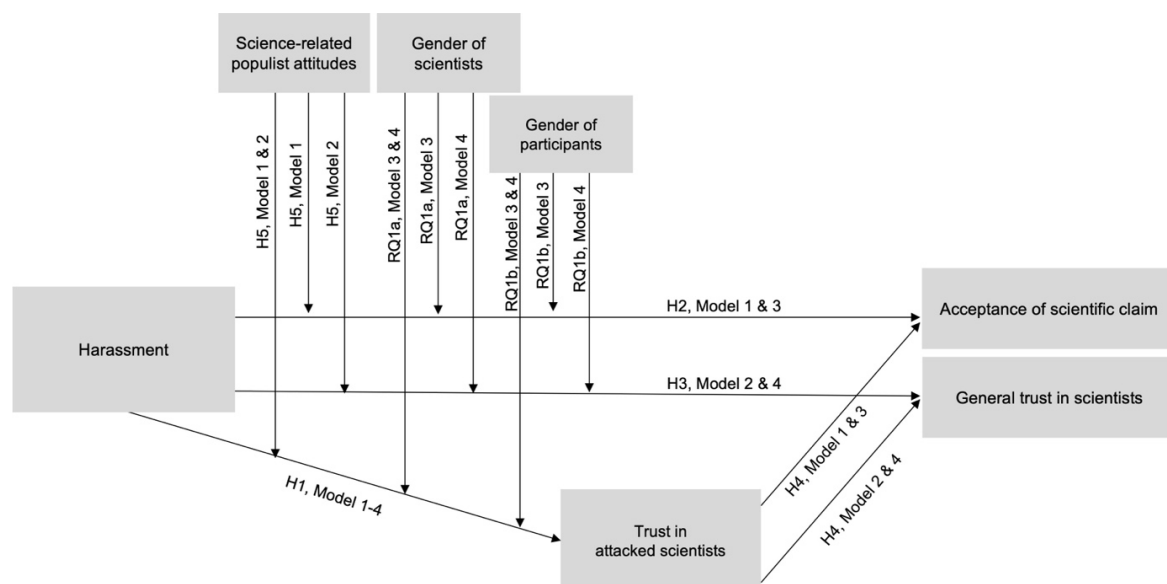 Science-related
populist attitudes
Gender of
scientists
Gender of
participants
H5, Model 1 & 2
H5, Model 1
H5, Model 2
RQ1a, Model 3 & 4
RQ1a, Model 3
RQ1a, Model 4
RQ1b, Model 3 & 4
RQ1b, Model 3
RQ1b, Model 4
Harassment
H2, Model 1 & 3
Acceptance of scientific claim
H3, Model 2 & 4
General trust in scientists
H1, Model 1-4
H4, Model 1 & 3
H4, Model 2 & 4
Trust in
attacked scientists